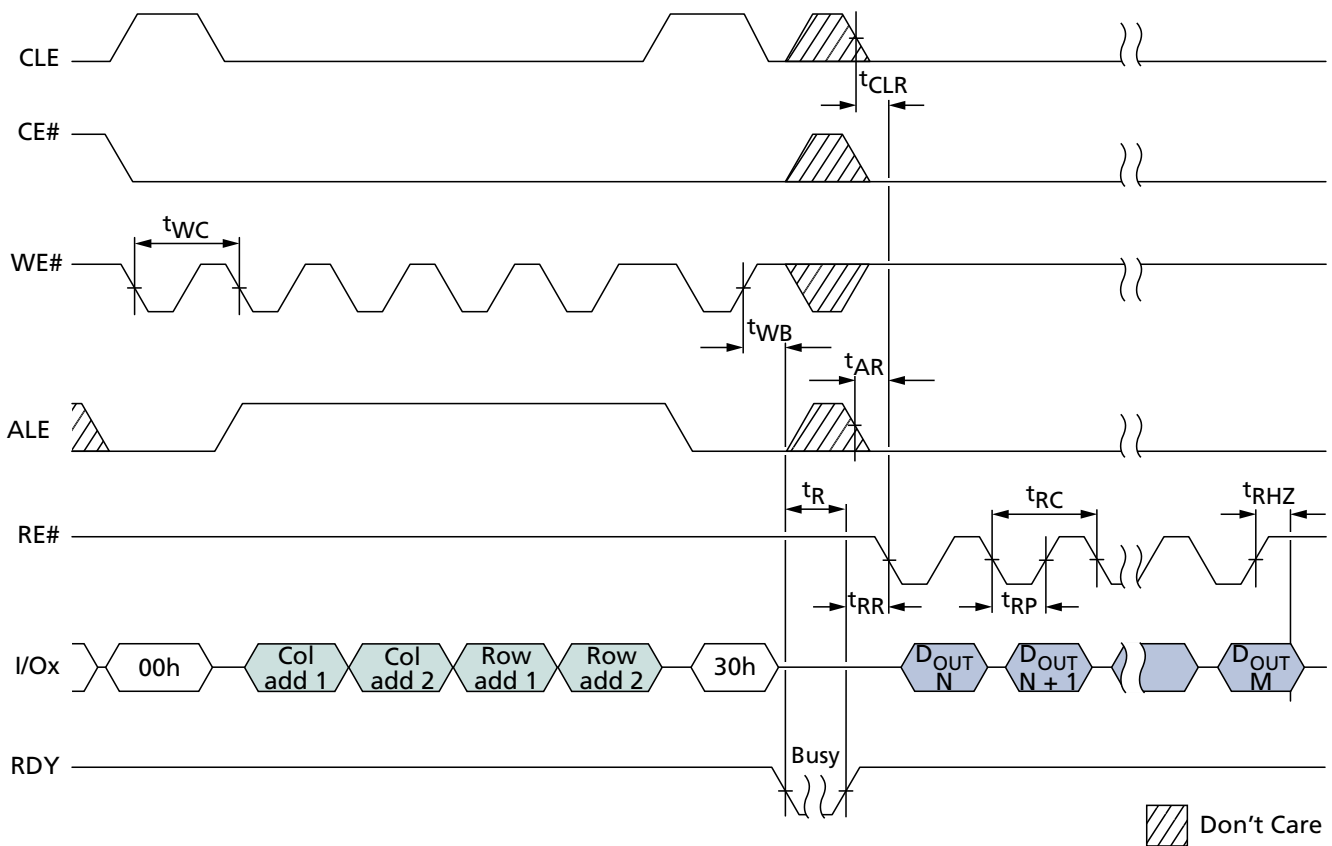 CLE
tCLR
CE#
tWC
WE#
tWB
tAR
ALE
tR
tRC
tRHZ
RE#
tRR
tRP
I/Ox
00h
Col
add 1
Col
add 2
Row
add 1
Row
add 2
30h
DOUT
N
DOUT
N + 1
DOUT
M
RDY
Busy
Don't Care